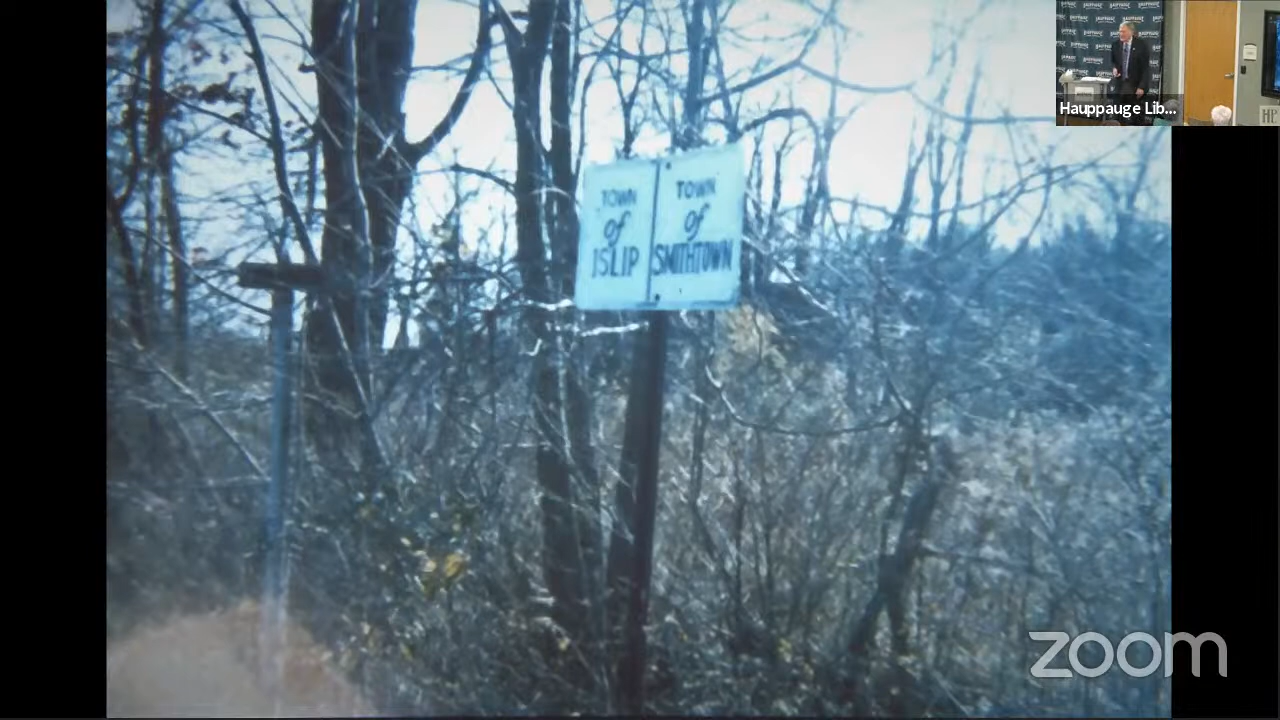 TOWN
of
ISLIP
TOWN
of
SMITHTOWN
Hauppauge Lib...
zoom